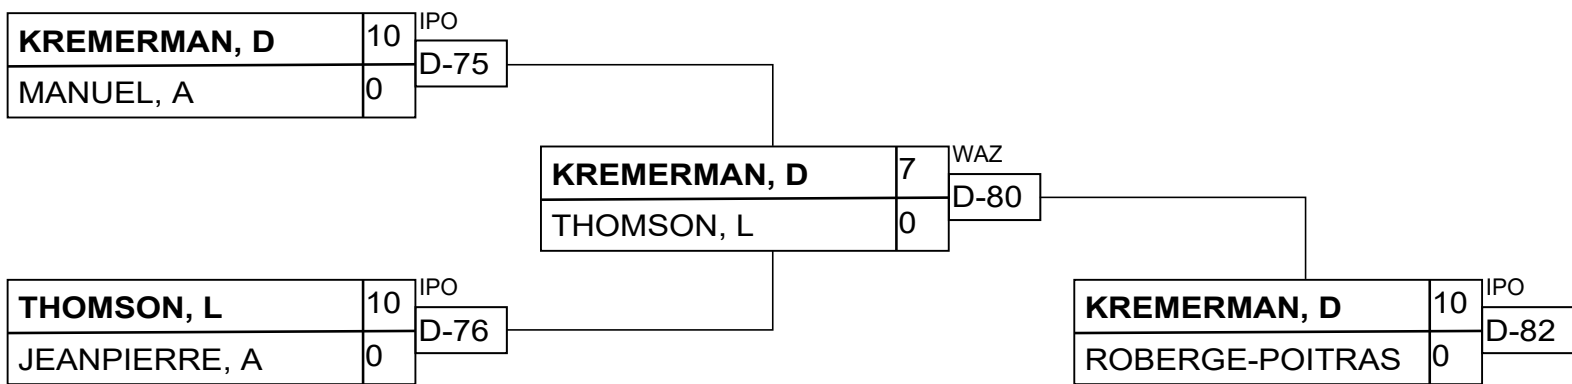 KREMERMAN, D 10 IPO
MANUEL, A 0 D-75
KREMERMAN, D 7 WAZ
THOMSON, L 0 D-80
THOMSON, L 10 IPO
JEANPIERRE, A 0 D-76
KREMERMAN, D 10 IPO
ROBERGE-POITRAS 0 D-82